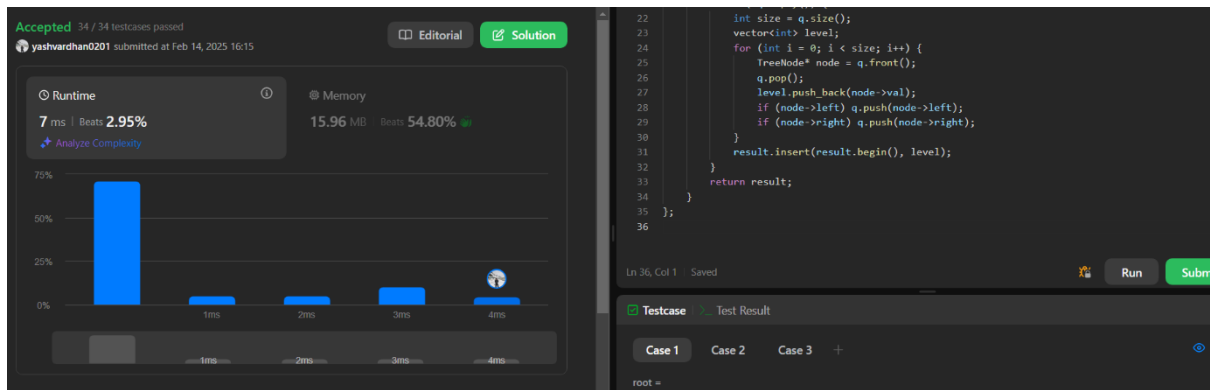 Accepted 34 / 34 testcases passed
yashvardhan0201 submitted at Feb 14, 2025 16:15
Editorial
Solution
Runtime
7 ms | Beats 2.95%
Analyze Complexity
Memory
15.96 MB | Beats 54.80%
75%
50%
25%
0%
1ms 2ms 3ms 4ms
1ms 2ms 3ms 4ms
22 int size = q.size();
23 vector<int> level;
24 for (int i = 0; i < size; i++) {
25 TreeNode* node = q.front();
26 q.pop();
27 level.push_back(node->val);
28 if (node->left) q.push(node->left);
29 if (node->right) q.push(node->right);
30 }
31 result.insert(result.begin(), level);
32 }
33 return result;
34 }
35 };
36
Ln 36, Col 1 | Saved
Run
Subm
Testcase | >_ Test Result
Case 1 Case 2 Case 3 +
root =